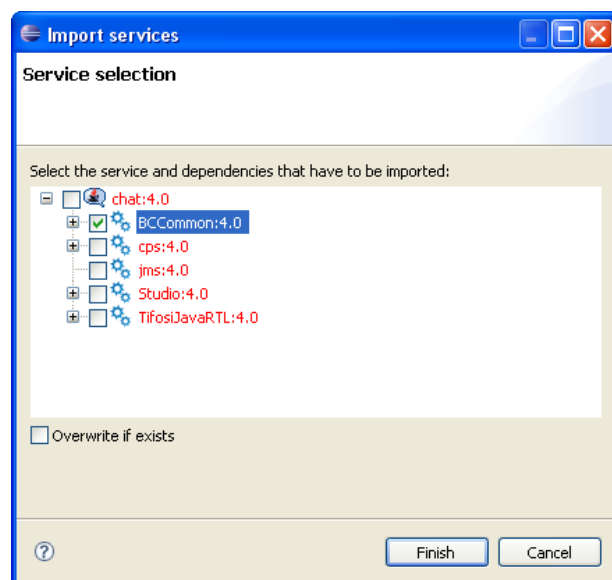 Import services
Service selection
Select the service and dependencies that have to be imported:
chat:4.0
BCCommon:4.0
cps:4.0
jms:4.0
Studio:4.0
TifosiJavaRTL:4.0
Overwrite if exists
Finish Cancel